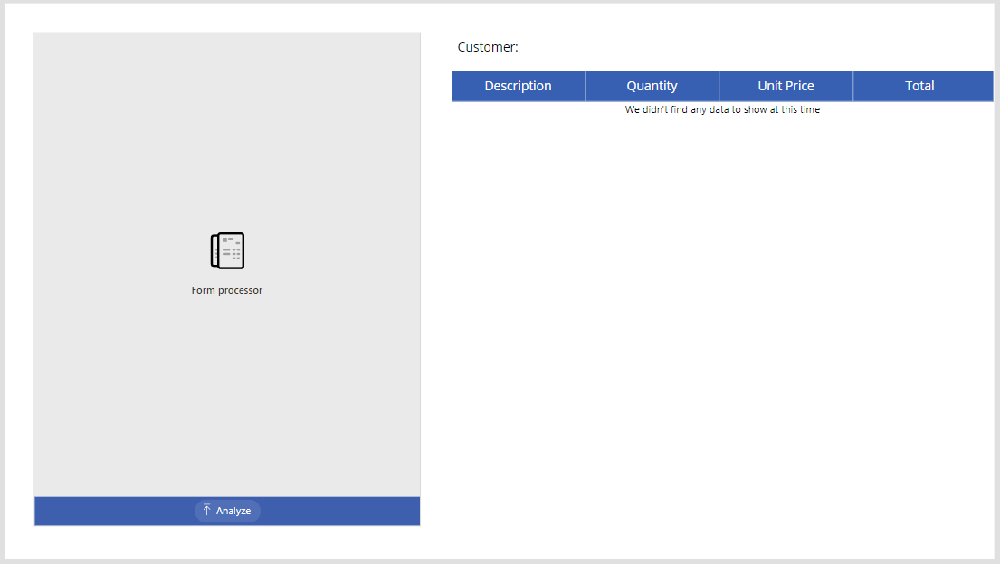 Customer:
Description Quantity Unit Price Total
We didn't find any data to show at this time
Form processor
Analyze